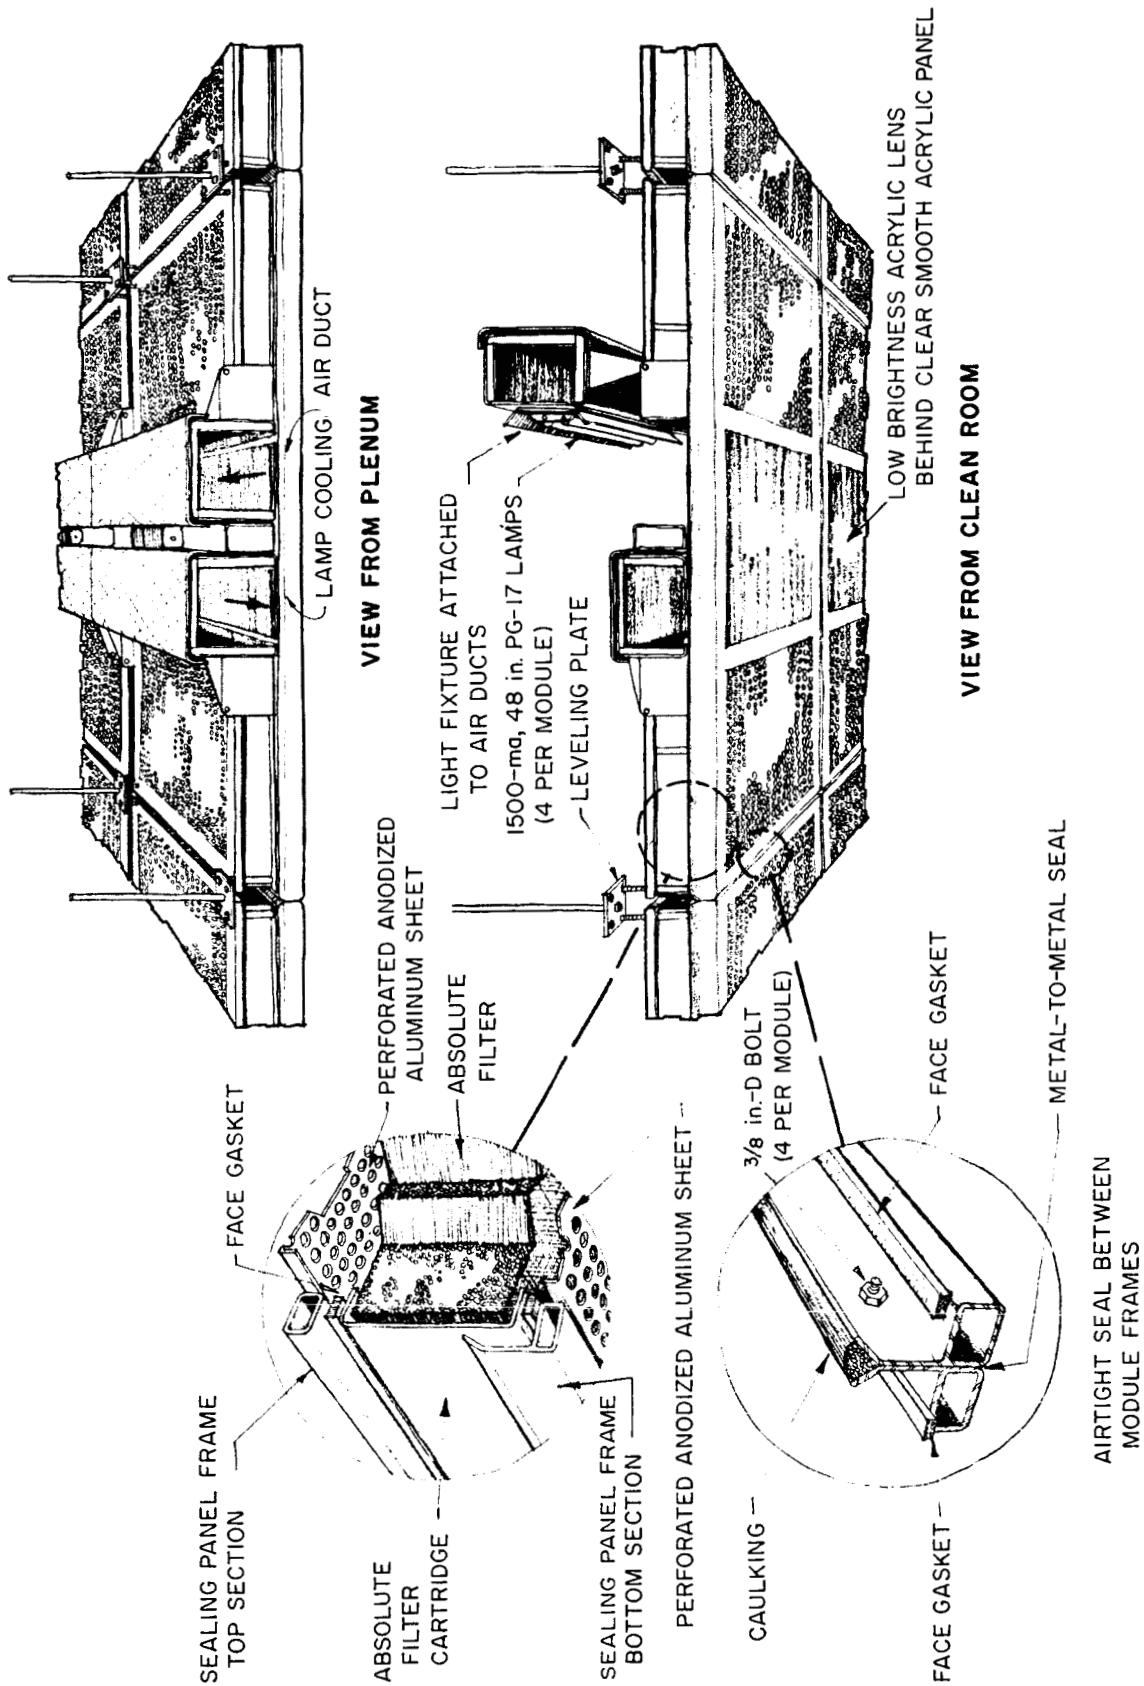 SEALING PANEL FRAME
TOP SECTION
FACE GASKET
PERFORATED ANODIZED
ALUMINUM SHEET
ABSOLUTE
FILTER
ABSOLUTE
FILTER
CARTRIDGE
SEALING PANEL FRAME
BOTTOM SECTION
PERFORATED ANODIZED ALUMINUM SHEET
LAMP COOLING AIR DUCT
VIEW FROM PLENUM
LIGHT FIXTURE ATTACHED
TO AIR DUCTS
1500-ma, 48 in. PG-17 LAMPS
(4 PER MODULE)
LEVELING PLATE
CAULKING
3/8 in.-D BOLT
(4 PER MODULE)
FACE GASKET
FACE GASKET
METAL-TO-METAL SEAL
AIRTIGHT SEAL BETWEEN
MODULE FRAMES
LOW BRIGHTNESS ACRYLIC LENS
BEHIND CLEAR SMOOTH ACRYLIC PANEL
VIEW FROM CLEAN ROOM